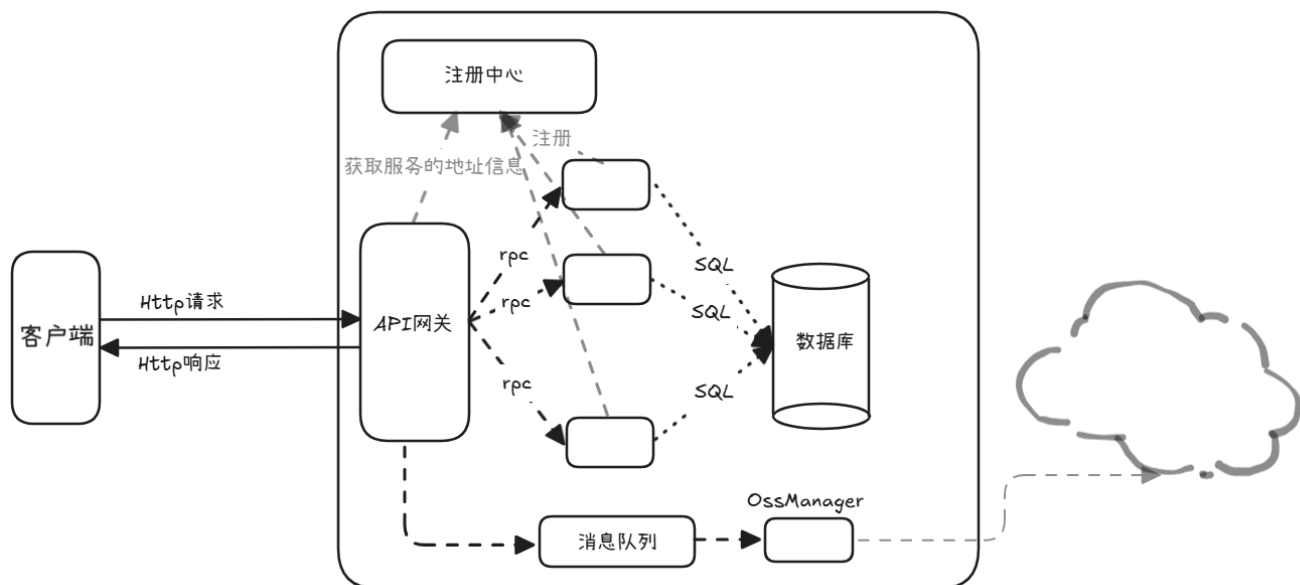 注册中心
注册
获取服务的地址信息
rpc
SQL
Http请求
rpc
SQL
客户端
API网关
数据库
Http响应
rpc
SQL
OssManager
消息队列